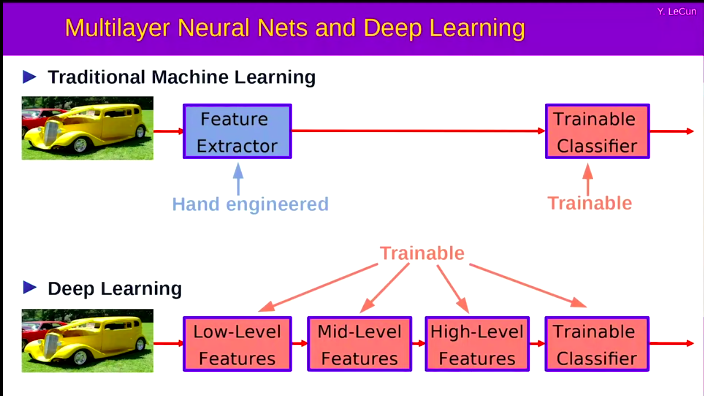 Y. LeCun
Multilayer Neural Nets and Deep Learning
Traditional Machine Learning
Feature
Extractor
Trainable
Classifier
Hand engineered
Trainable
Trainable
Deep Learning
Low-Level
Features
Mid-Level
Features
High-Level
Features
Trainable
Classifier